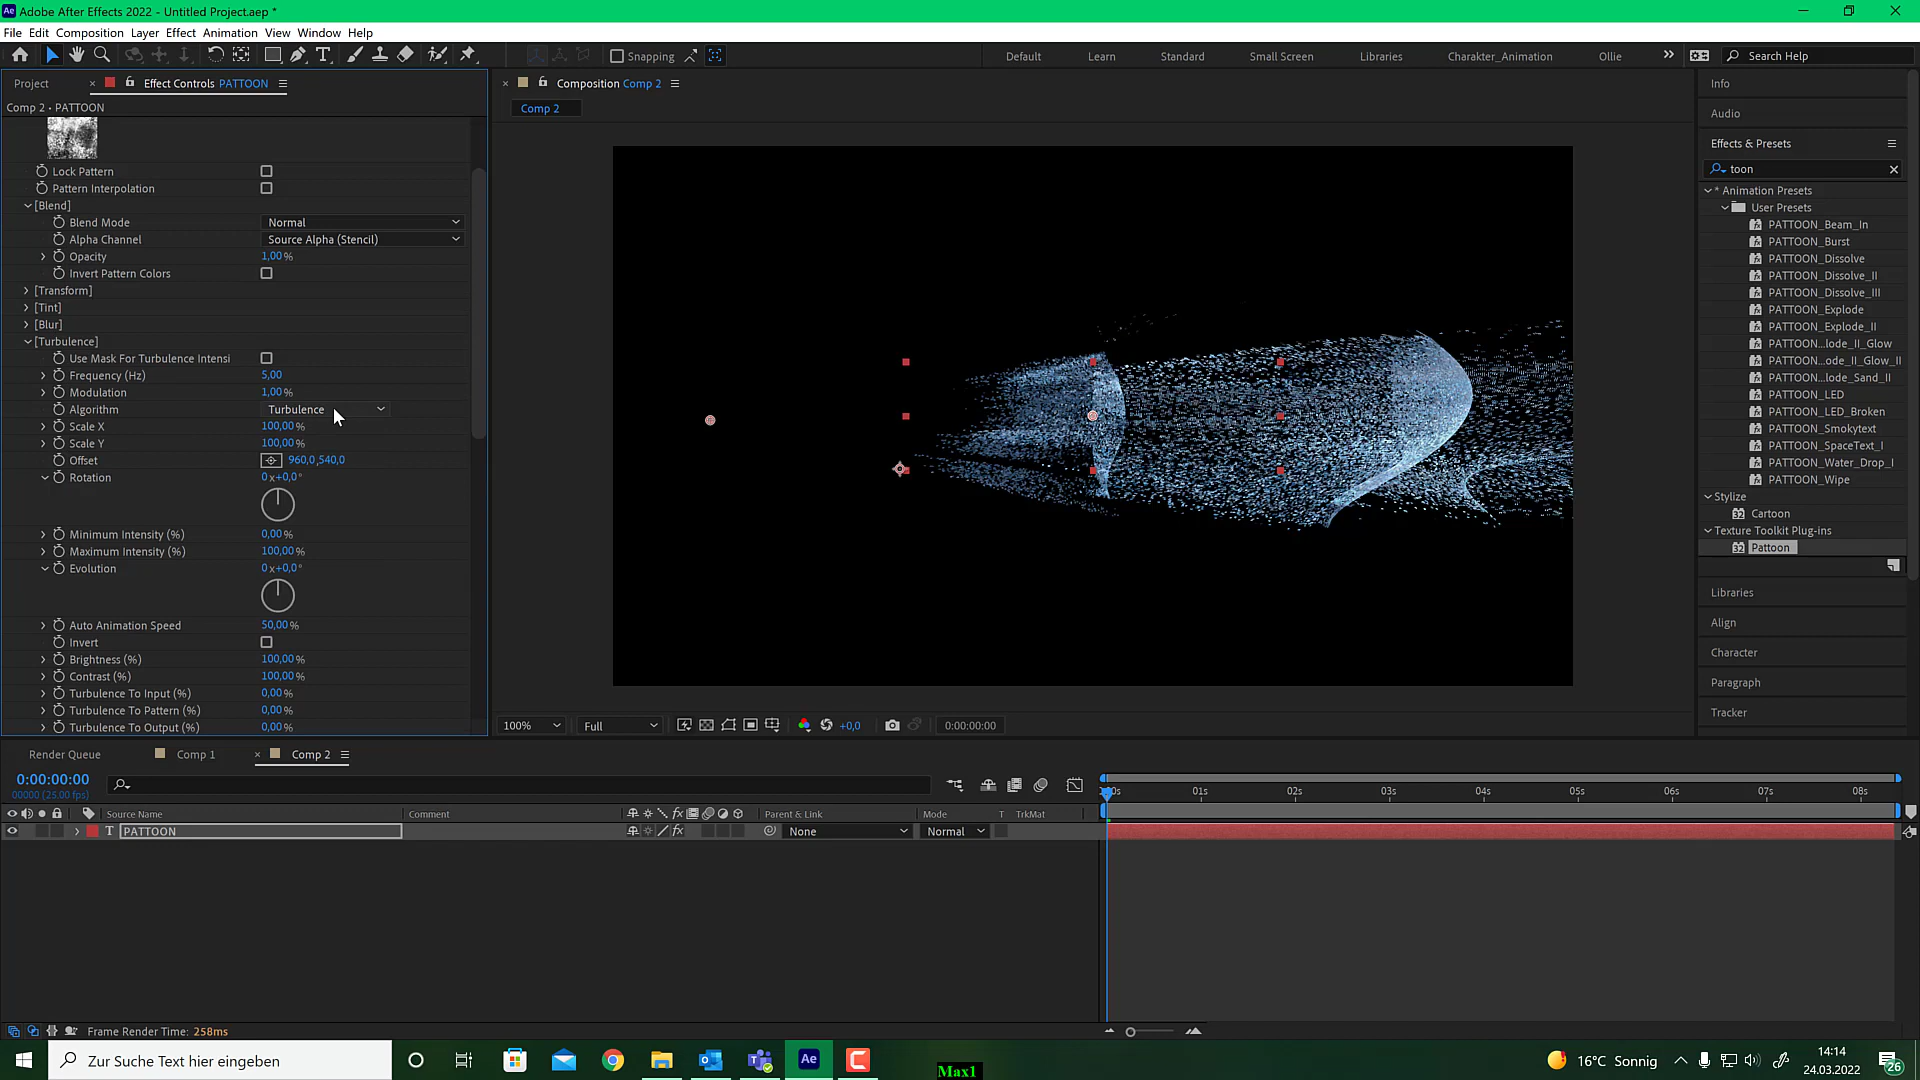 Ae Adobe After Effects 2022 - Untitled Project.aep *
File Edit Composition Layer Effect Animation View Window Help
Snapping
Default Learn Standard Small Screen Libraries Charakter_Animation Ollie
Search Help
Project
Effect Controls PATTOON
Comp 2 • PATTOON
Lock Pattern
Pattern Interpolation
[Blend]
Blend Mode Normal
Alpha Channel Source Alpha (Stencil)
Opacity 1,00 %
Invert Pattern Colors
[Transform]
[Tint]
[Blur]
[Turbulence]
Use Mask For Turbulence Intensi
Frequency (Hz) 5,00
Modulation 1,00 %
Algorithm Turbulence
Scale X 100,00 %
Scale Y 100,00 %
Offset 960,0,540,0
Rotation 0 x+0,0°
Minimum Intensity (%) 0,00 %
Maximum Intensity (%) 100,00 %
Evolution 0 x+0,0°
Auto Animation Speed 50,00 %
Invert
Brightness (%) 100,00 %
Contrast (%) 100,00 %
Turbulence To Input (%) 0,00 %
Turbulence To Pattern (%) 0,00 %
Turbulence To Output (%) 0,00 %
Composition Comp 2
Comp 2
100% Full +0,0 0:00:00:00
Info
Audio
Effects & Presets
toon
* Animation Presets
User Presets
PATTOON_Beam_In
PATTOON_Burst
PATTOON_Dissolve
PATTOON_Dissolve_II
PATTOON_Dissolve_III
PATTOON_Explode
PATTOON_Explode_II
PATTOON...lode_II_Glow
PATTOON...ode_II_Glow_II
PATTOON...lode_Sand_II
PATTOON_LED
PATTOON_LED_Broken
PATTOON_Smokytext
PATTOON_SpaceText_I
PATTOON_Water_Drop_I
PATTOON_Wipe
Stylize
32 Cartoon
Texture Toolkit Plug-ins
32 Pattoon
Libraries
Align
Character
Paragraph
Tracker
Render Queue Comp 1 Comp 2
0:00:00:00
00000 (25.00 fps)
01s 02s 03s 04s 05s 06s 07s 08s
Source Name Comment fx Parent & Link Mode T TrkMat
T PATTOON fx None Normal
Frame Render Time: 258ms
Zur Suche Text hier eingeben
Ae
Max1
16°C Sonnig
14:14
24.03.2022
26